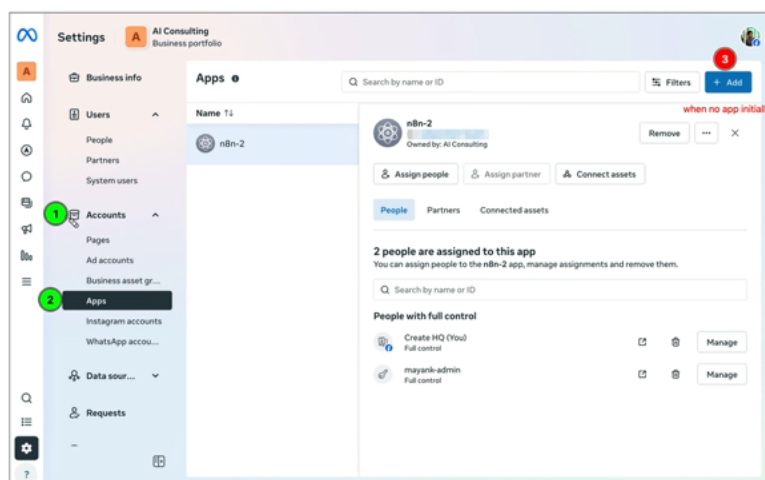 Settings
A
AI Consulting
Business portfolio
A
Business info
Users
People
Partners
System users
1
Accounts
Pages
Ad accounts
Business asset gr...
2
Apps
Instagram accounts
WhatsApp accou...
Data sour...
Requests
?
Apps
Search by name or ID
Filters
3
+ Add
when no app initial
Name ↑↓
n8n-2
n8n-2
Owned by: AI Consulting
Remove
Assign people
Assign partner
Connect assets
People
Partners
Connected assets
2 people are assigned to this app
You can assign people to the n8n-2 app, manage assignments and remove them.
Search by name or ID
People with full control
Create HQ (You)
Full control
Manage
mayank-admin
Full control
Manage